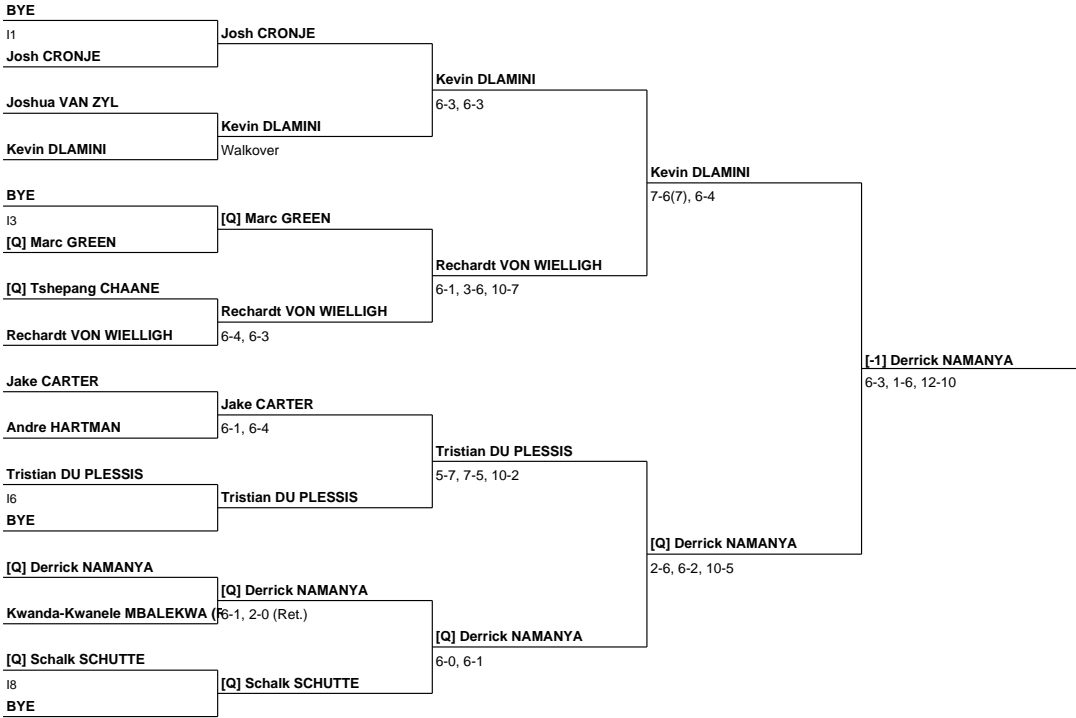 BYE
I1
Josh CRONJE
Joshua VAN ZYL
Kevin DLAMINI
BYE
I3
[Q] Marc GREEN
[Q] Tshepang CHAANE
Rechardt VON WIELLIGH
Jake CARTER
Andre HARTMAN
Tristian DU PLESSIS
I6
BYE
[Q] Derrick NAMANYA
Kwanda-Kwanele MBALEKWA
[Q] Schalk SCHUTTE
I8
BYE
Josh CRONJE
Kevin DLAMINI
Walkover
[Q] Marc GREEN
Rechardt VON WIELLIGH
6-4, 6-3
Jake CARTER
6-1, 6-4
Tristian DU PLESSIS
[Q] Derrick NAMANYA
6-1, 2-0 (Ret.)
[Q] Schalk SCHUTTE
Kevin DLAMINI
6-3, 6-3
Rechardt VON WIELLIGH
6-1, 3-6, 10-7
Tristian DU PLESSIS
5-7, 7-5, 10-2
[Q] Derrick NAMANYA
6-0, 6-1
Kevin DLAMINI
7-6(7), 6-4
[Q] Derrick NAMANYA
2-6, 6-2, 10-5
[-1] Derrick NAMANYA
6-3, 1-6, 12-10